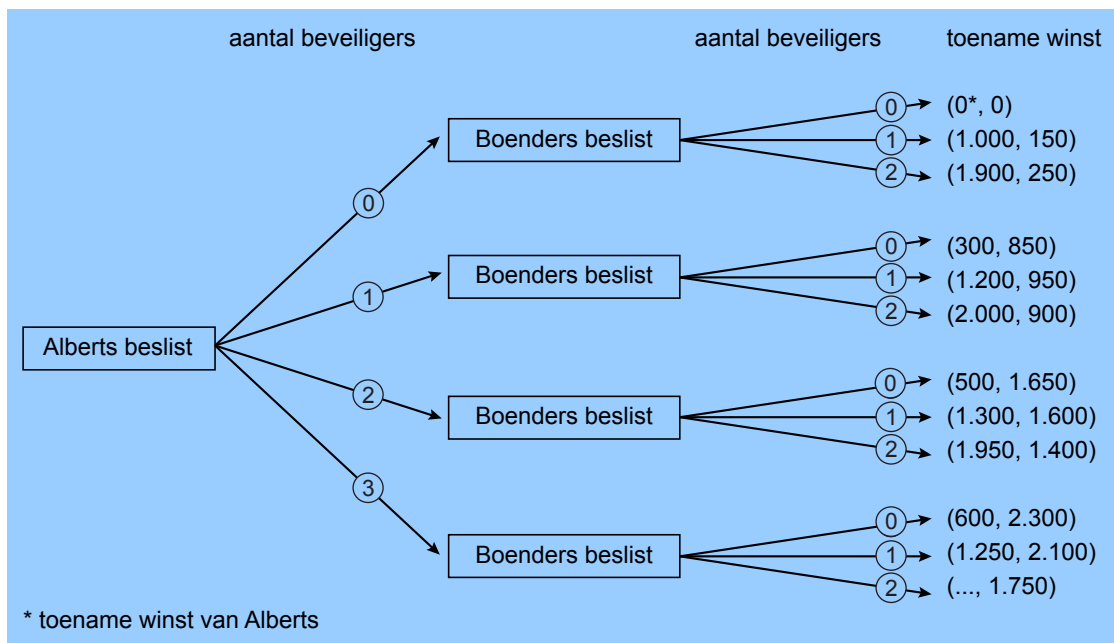 aantal beveiligers aantal beveiligers toename winst
0 (0*, 0)
Boenders beslist 1 (1.000, 150)
2 (1.900, 250)
0
0 (300, 850)
Boenders beslist 1 (1.200, 950)
1
2 (2.000, 900)
Alberts beslist
0 (500, 1.650)
2
Boenders beslist 1 (1.300, 1.600)
2 (1.950, 1.400)
3
0 (600, 2.300)
Boenders beslist 1 (1.250, 2.100)
2 (..., 1.750)
* toename winst van Alberts